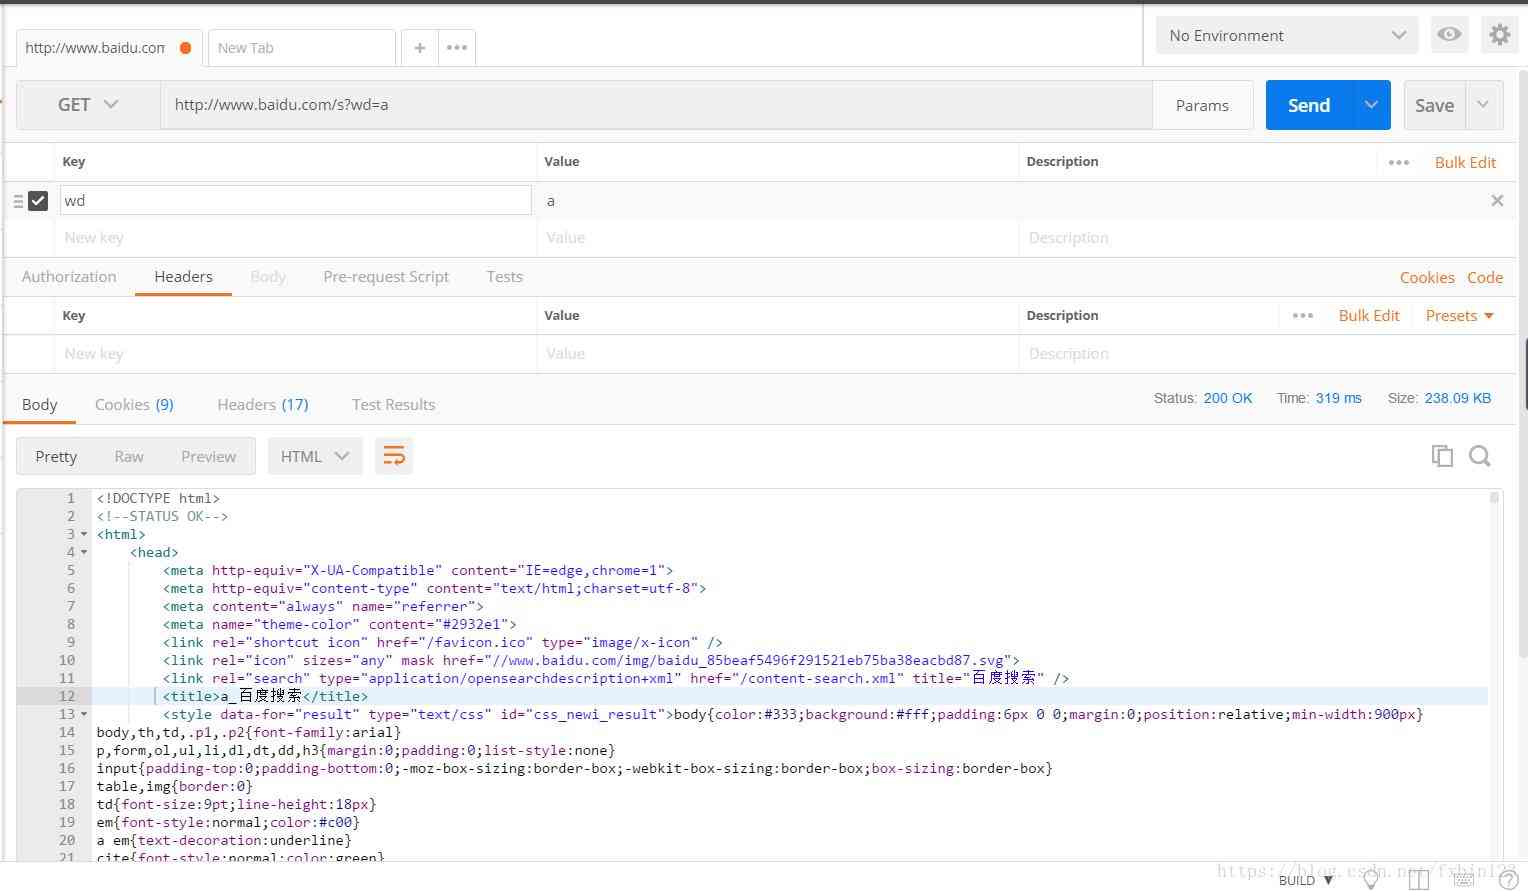 http://www.baidu.com New Tab + ••• No Environment
GET http://www.baidu.com/s?wd=a Params Send Save
Key Value Description ••• Bulk Edit
wd a
New key Value Description
Authorization Headers Body Pre-request Script Tests Cookies Code
Key Value Description ••• Bulk Edit Presets
New key Value Description
Body Cookies (9) Headers (17) Test Results Status: 200 OK Time: 319 ms Size: 238.09 KB
Pretty Raw Preview HTML
1 <!DOCTYPE html>
2 <!--STATUS OK-->
3 <html>
4 <head>
5 <meta http-equiv="X-UA-Compatible" content="IE=edge,chrome=1">
6 <meta http-equiv="content-type" content="text/html;charset=utf-8">
7 <meta content="always" name="referrer">
8 <meta name="theme-color" content="#2932e1">
9 <link rel="shortcut icon" href="/favicon.ico" type="image/x-icon" />
10 <link rel="icon" sizes="any" mask href="//www.baidu.com/img/baidu_85beaf5496f291521eb75ba38eacbd87.svg">
11 <link rel="search" type="application/opensearchdescription+xml" href="/content-search.xml" title="百度搜索" />
12 <title>a_百度搜索</title>
13 <style data-for="result" type="text/css" id="css_newi_result">body{color:#333;background:#fff;padding:6px 0 0;margin:0;position:relative;min-width:900px}
14 body,th,td,.p1,.p2{font-family:arial}
15 p,form,ol,ul,li,dl,dt,dd,h3{margin:0;padding:0;list-style:none}
16 input{padding-top:0;padding-bottom:0;-moz-box-sizing:border-box;-webkit-box-sizing:border-box;box-sizing:border-box}
17 table,img{border:0}
18 td{font-size:9pt;line-height:18px}
19 em{font-style:normal;color:#c00}
20 a em{text-decoration:underline}
21 cite{font-style:normal;color:green}
BUILD